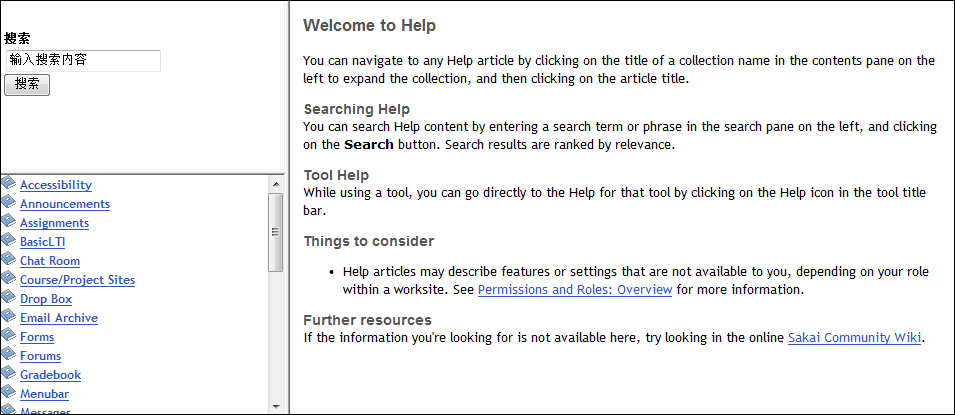 搜索
输入搜索内容
搜索
Accessibility
Announcements
Assignments
BasicLTI
Chat Room
Course/Project Sites
Drop Box
Email Archive
Forms
Forums
Gradebook
Menubar
Messages
Welcome to Help
You can navigate to any Help article by clicking on the title of a collection name in the contents pane on the
left to expand the collection, and then clicking on the article title.
Searching Help
You can search Help content by entering a search term or phrase in the search pane on the left, and clicking
on the Search button. Search results are ranked by relevance.
Tool Help
While using a tool, you can go directly to the Help for that tool by clicking on the Help icon in the tool title
bar.
Things to consider
• Help articles may describe features or settings that are not available to you, depending on your role
within a worksite. See Permissions and Roles: Overview for more information.
Further resources
If the information you're looking for is not available here, try looking in the online Sakai Community Wiki.